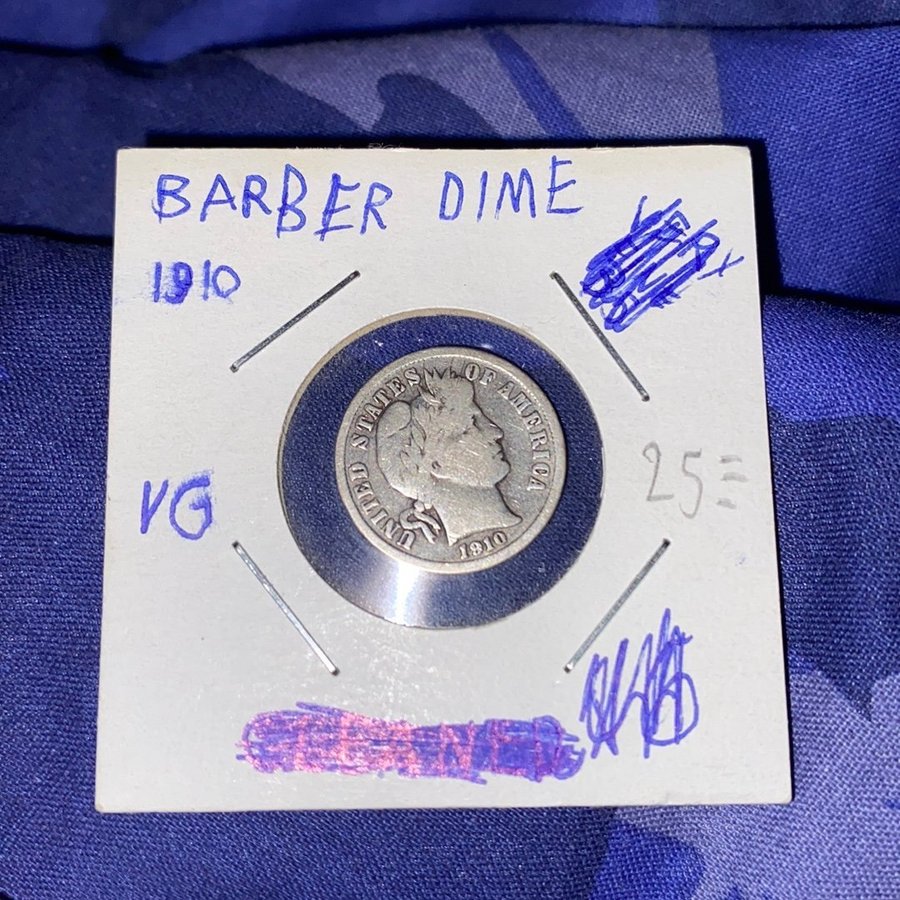 BARBER DIME
1910
UNITED STATES OF AMERICA
1910
VG
25=